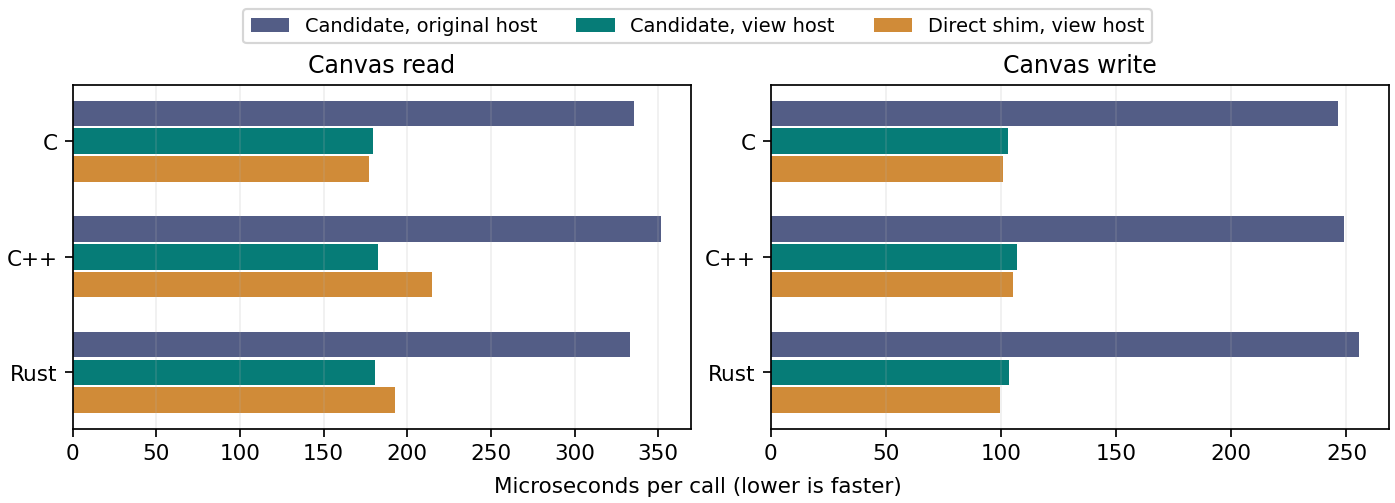 Candidate, original host Candidate, view host Direct shim, view host
Canvas read
C
C++
Rust
0 50 100 150 200 250 300 350
Canvas write
C
C++
Rust
0 50 100 150 200 250
Microseconds per call (lower is faster)